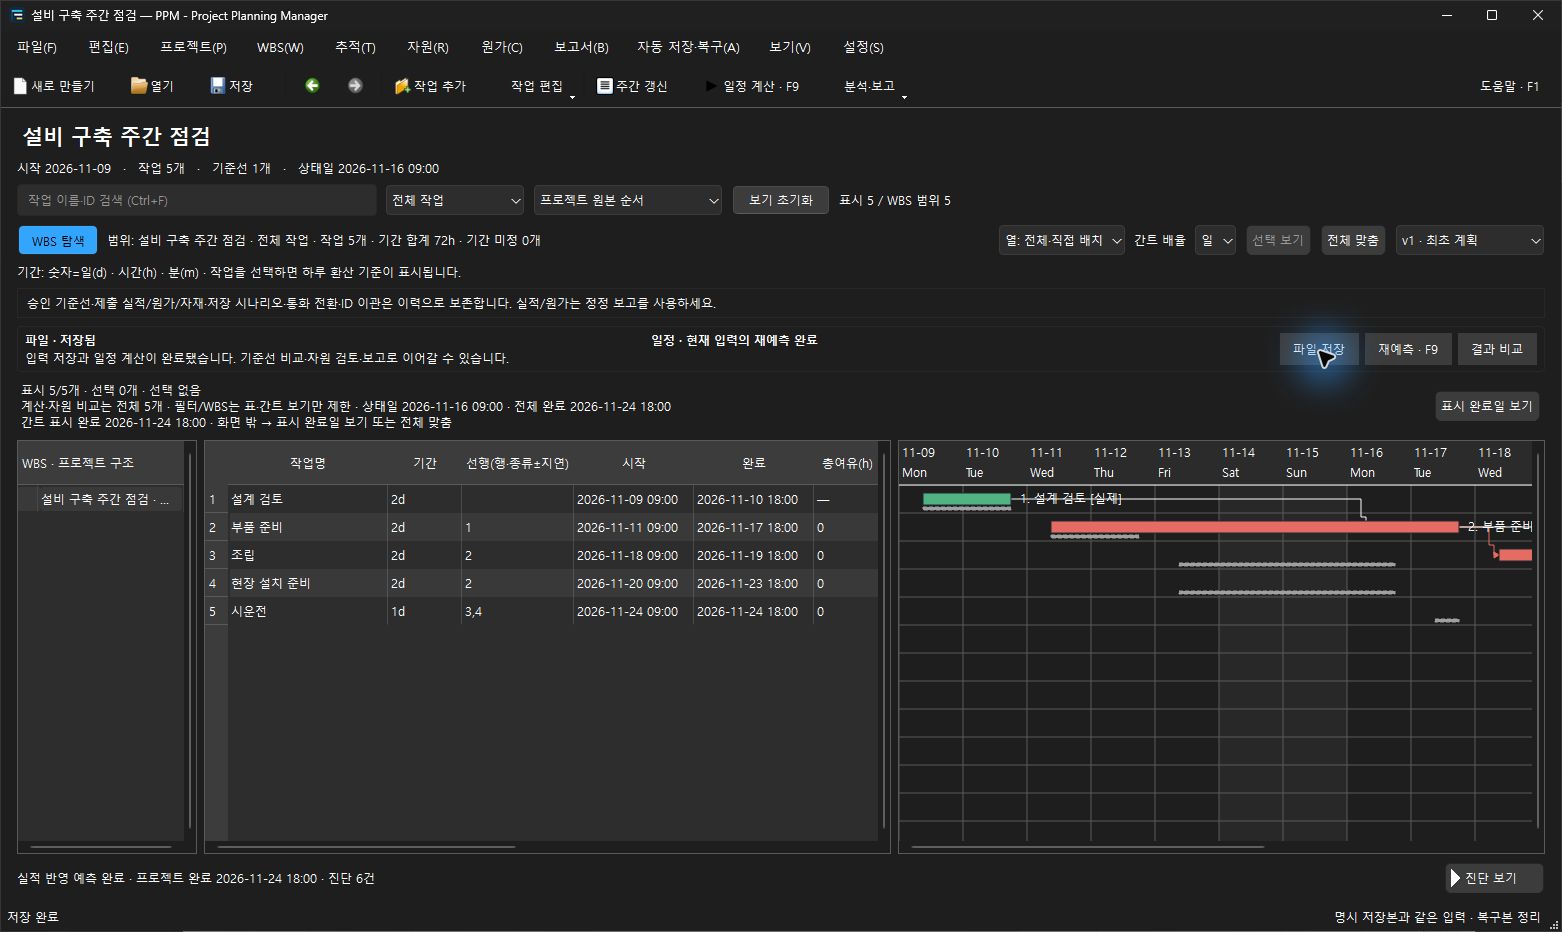 설비 구축 주간 점검 — PPM - Project Planning Manager
파일(F) 편집(E) 프로젝트(P) WBS(W) 추적(T) 자원(R) 원가(C) 보고서(B) 자동 저장·복구(A) 보기(V) 설정(S)
새로 만들기 열기 저장 작업 추가 작업 편집 주간 갱신 일정 계산 · F9 분석·보고 도움말 · F1
설비 구축 주간 점검
시작 2026-11-09 · 작업 5개 · 기준선 1개 · 상태일 2026-11-16 09:00
작업 이름·ID 검색 (Ctrl+F) 전체 작업 프로젝트 원본 순서 보기 초기화 표시 5 / WBS 범위 5
WBS 탐색 범위: 설비 구축 주간 점검 · 전체 작업 · 작업 5개 · 기간 합계 72h · 기간 미정 0개 열: 전체·직접 배치 간트 배율 일 선택 보기 전체 맞춤 v1 · 최초 계획
기간: 숫자=일(d) · 시간(h) · 분(m) · 작업을 선택하면 하루 환산 기준이 표시됩니다.
승인 기준선·제출 실적/원가/자재·저장 시나리오·통화 전환·ID 이관은 이력으로 보존합니다. 실적/원가는 정정 보고를 사용하세요.
파일 · 저장됨 일정 · 현재 입력의 재예측 완료
입력 저장과 일정 계산이 완료됐습니다. 기준선 비교·자원 검토·보고로 이어갈 수 있습니다.
파일 저장 재예측 · F9 결과 비교
표시 5/5개 · 선택 0개 · 선택 없음
계산·자원 비교는 전체 5개 · 필터/WBS는 표·간트 보기만 제한 · 상태일 2026-11-16 09:00 · 전체 완료 2026-11-24 18:00
간트 표시 완료 2026-11-24 18:00 · 화면 밖 → 표시 완료일 보기 또는 전체 맞춤
표시 완료일 보기
WBS · 프로젝트 구조
설비 구축 주간 점검 · ...
작업명 기간 선행(행·종류±지연) 시작 완료 총여유(h)
1 설계 검토 2d 2026-11-09 09:00 2026-11-10 18:00 —
2 부품 준비 2d 1 2026-11-11 09:00 2026-11-17 18:00 0
3 조립 2d 2 2026-11-18 09:00 2026-11-19 18:00 0
4 현장 설치 준비 2d 2 2026-11-20 09:00 2026-11-23 18:00 0
5 시운전 1d 3,4 2026-11-24 09:00 2026-11-24 18:00 0
11-09 11-10 11-11 11-12 11-13 11-14 11-15 11-16 11-17 11-18
Mon Tue Wed Thu Fri Sat Sun Mon Tue Wed
1. 설계 검토 [실제]
2. 부품 준비
실적 반영 예측 완료 · 프로젝트 완료 2026-11-24 18:00 · 진단 6건
진단 보기
저장 완료
명시 저장본과 같은 입력 · 복구본 정리